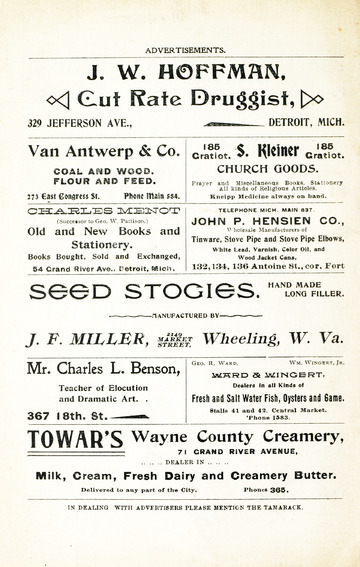 ADVERTISEMENTS.
J. W. HOFFMAN,
Cut Rate Druggist,
329 JEFFERSON AVE., DETROIT, MICH.
Van Antwerp & Co.
COAL AND WOOD.
FLOUR AND FEED.
273 East Congress St. Phone Main 884.
185 Gratiot. S. Kleiner 185 Gratiot.
CHURCH GOODS.
Prayer and Miscellaneous Books, Stationery
All kinds of Religious Articles.
Kneipp Medicine always on hand.
CHARLES MENOT
(Successor to Geo. W. Pattison.)
Old and New Books and
Stationery.
Books Bought, Sold and Exchanged,
54 Grand River Ave., Detroit, Mich.
TELEPHONE MICH. MAIN 837.
JOHN P. HENSIEN CO.,
Wholesale Manufacturers of
Tinware, Stove Pipe and Stove Pipe Elbows,
White Lead, Varnish, Color, Oil, and
Wood Jacket Cans.
132, 134, 136 Antoine St., cor. Fort
SEED STOGIES. HAND MADE
LONG FILLER.
MANUFACTURED BY
J. F. MILLER, 2149 MARKET STREET, Wheeling, W. Va.
Mr. Charles L. Benson,
Teacher of Elocution
and Dramatic Art. .
367 18th. St.
GEO. R. WARD, WM. WINGERT, JR.
WARD & WINGERT,
Dealers in all Kinds of
Fresh and Salt Water Fish, Oysters and Game.
Stalls 41 and 42, Central Market.
'Phone 1583.
TOWAR'S Wayne County Creamery,
71 GRAND RIVER AVENUE,
.. .. .. DEALER IN .. .. ..
Milk, Cream, Fresh Dairy and Creamery Butter.
Delivered to any part of the City. Phones 365.
IN DEALING WITH ADVERTISERS PLEASE MENTION THE TAMARACK.